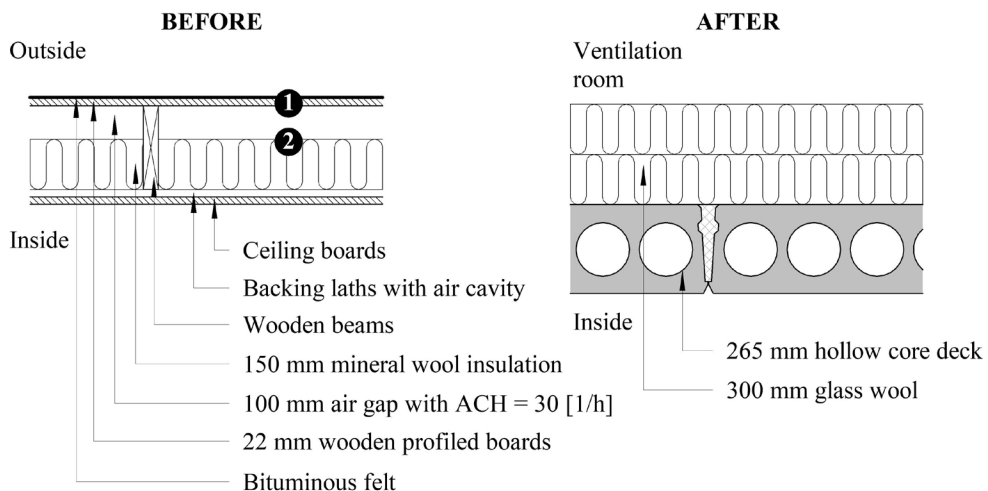 BEFORE
Outside
1
2
Inside
Ceiling boards
Backing laths with air cavity
Wooden beams
150 mm mineral wool insulation
100 mm air gap with ACH = 30 [1/h]
22 mm wooden profiled boards
Bituminous felt
AFTER
Ventilation
room
Inside
265 mm hollow core deck
300 mm glass wool